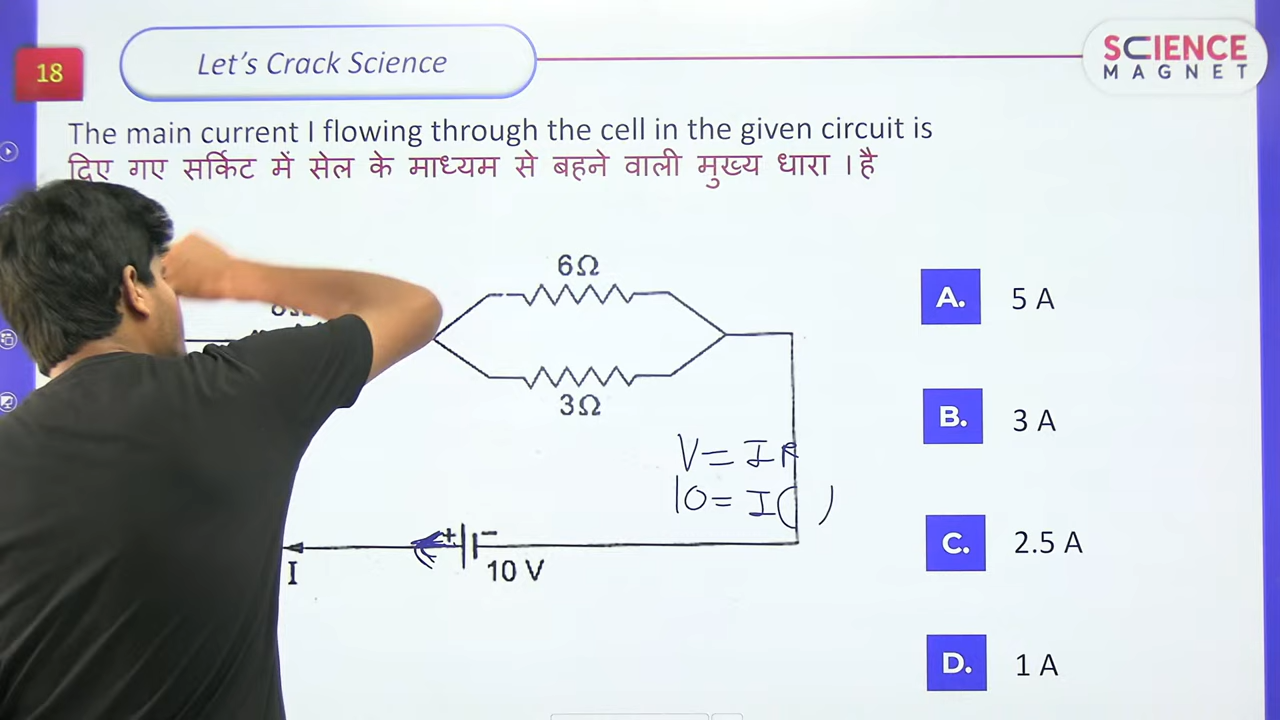 18
Let's Crack Science
SCIENCE
MAGNET
The main current I flowing through the cell in the given circuit is
दिए गए सर्किट में सेल के माध्यम से बहने वाली मुख्य धारा । है
6Ω
3Ω
A. 5 A
B. 3 A
V = IR
10 = I( )
+ −
I
10 V
C. 2.5 A
D. 1 A